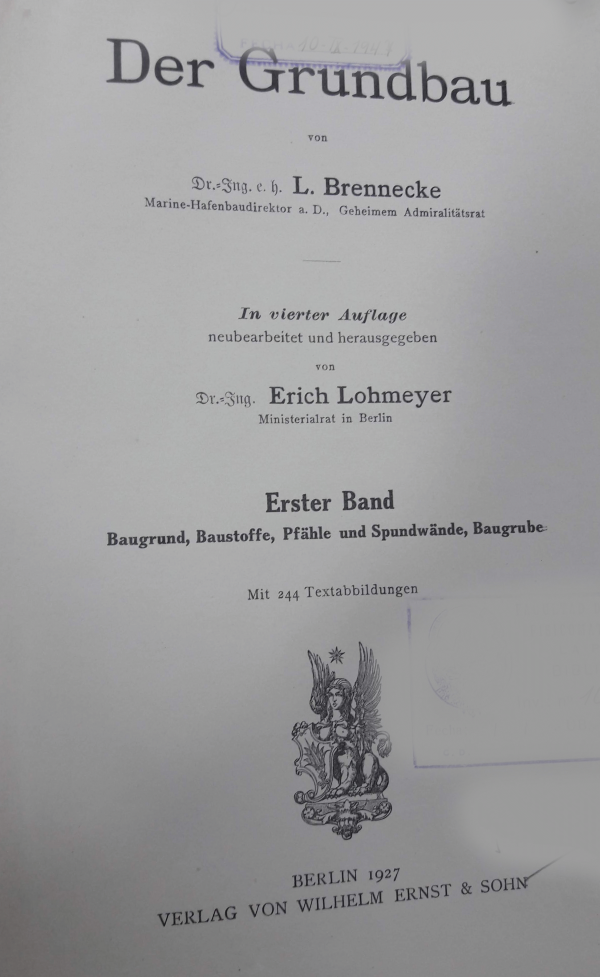 Der Grundbau
von
Dr.=Ing. e. h. L. Brennecke
Marine-Hafenbaudirektor a. D., Geheimem Admiralitätsrat
In vierter Auflage
neubearbeitet und herausgegeben
von
Dr.=Ing. Erich Lohmeyer
Ministerialrat in Berlin
Erster Band
Baugrund, Baustoffe, Pfähle und Spundwände, Baugrube
Mit 244 Textabbildungen
BERLIN 1927
VERLAG VON WILHELM ERNST & SOHN